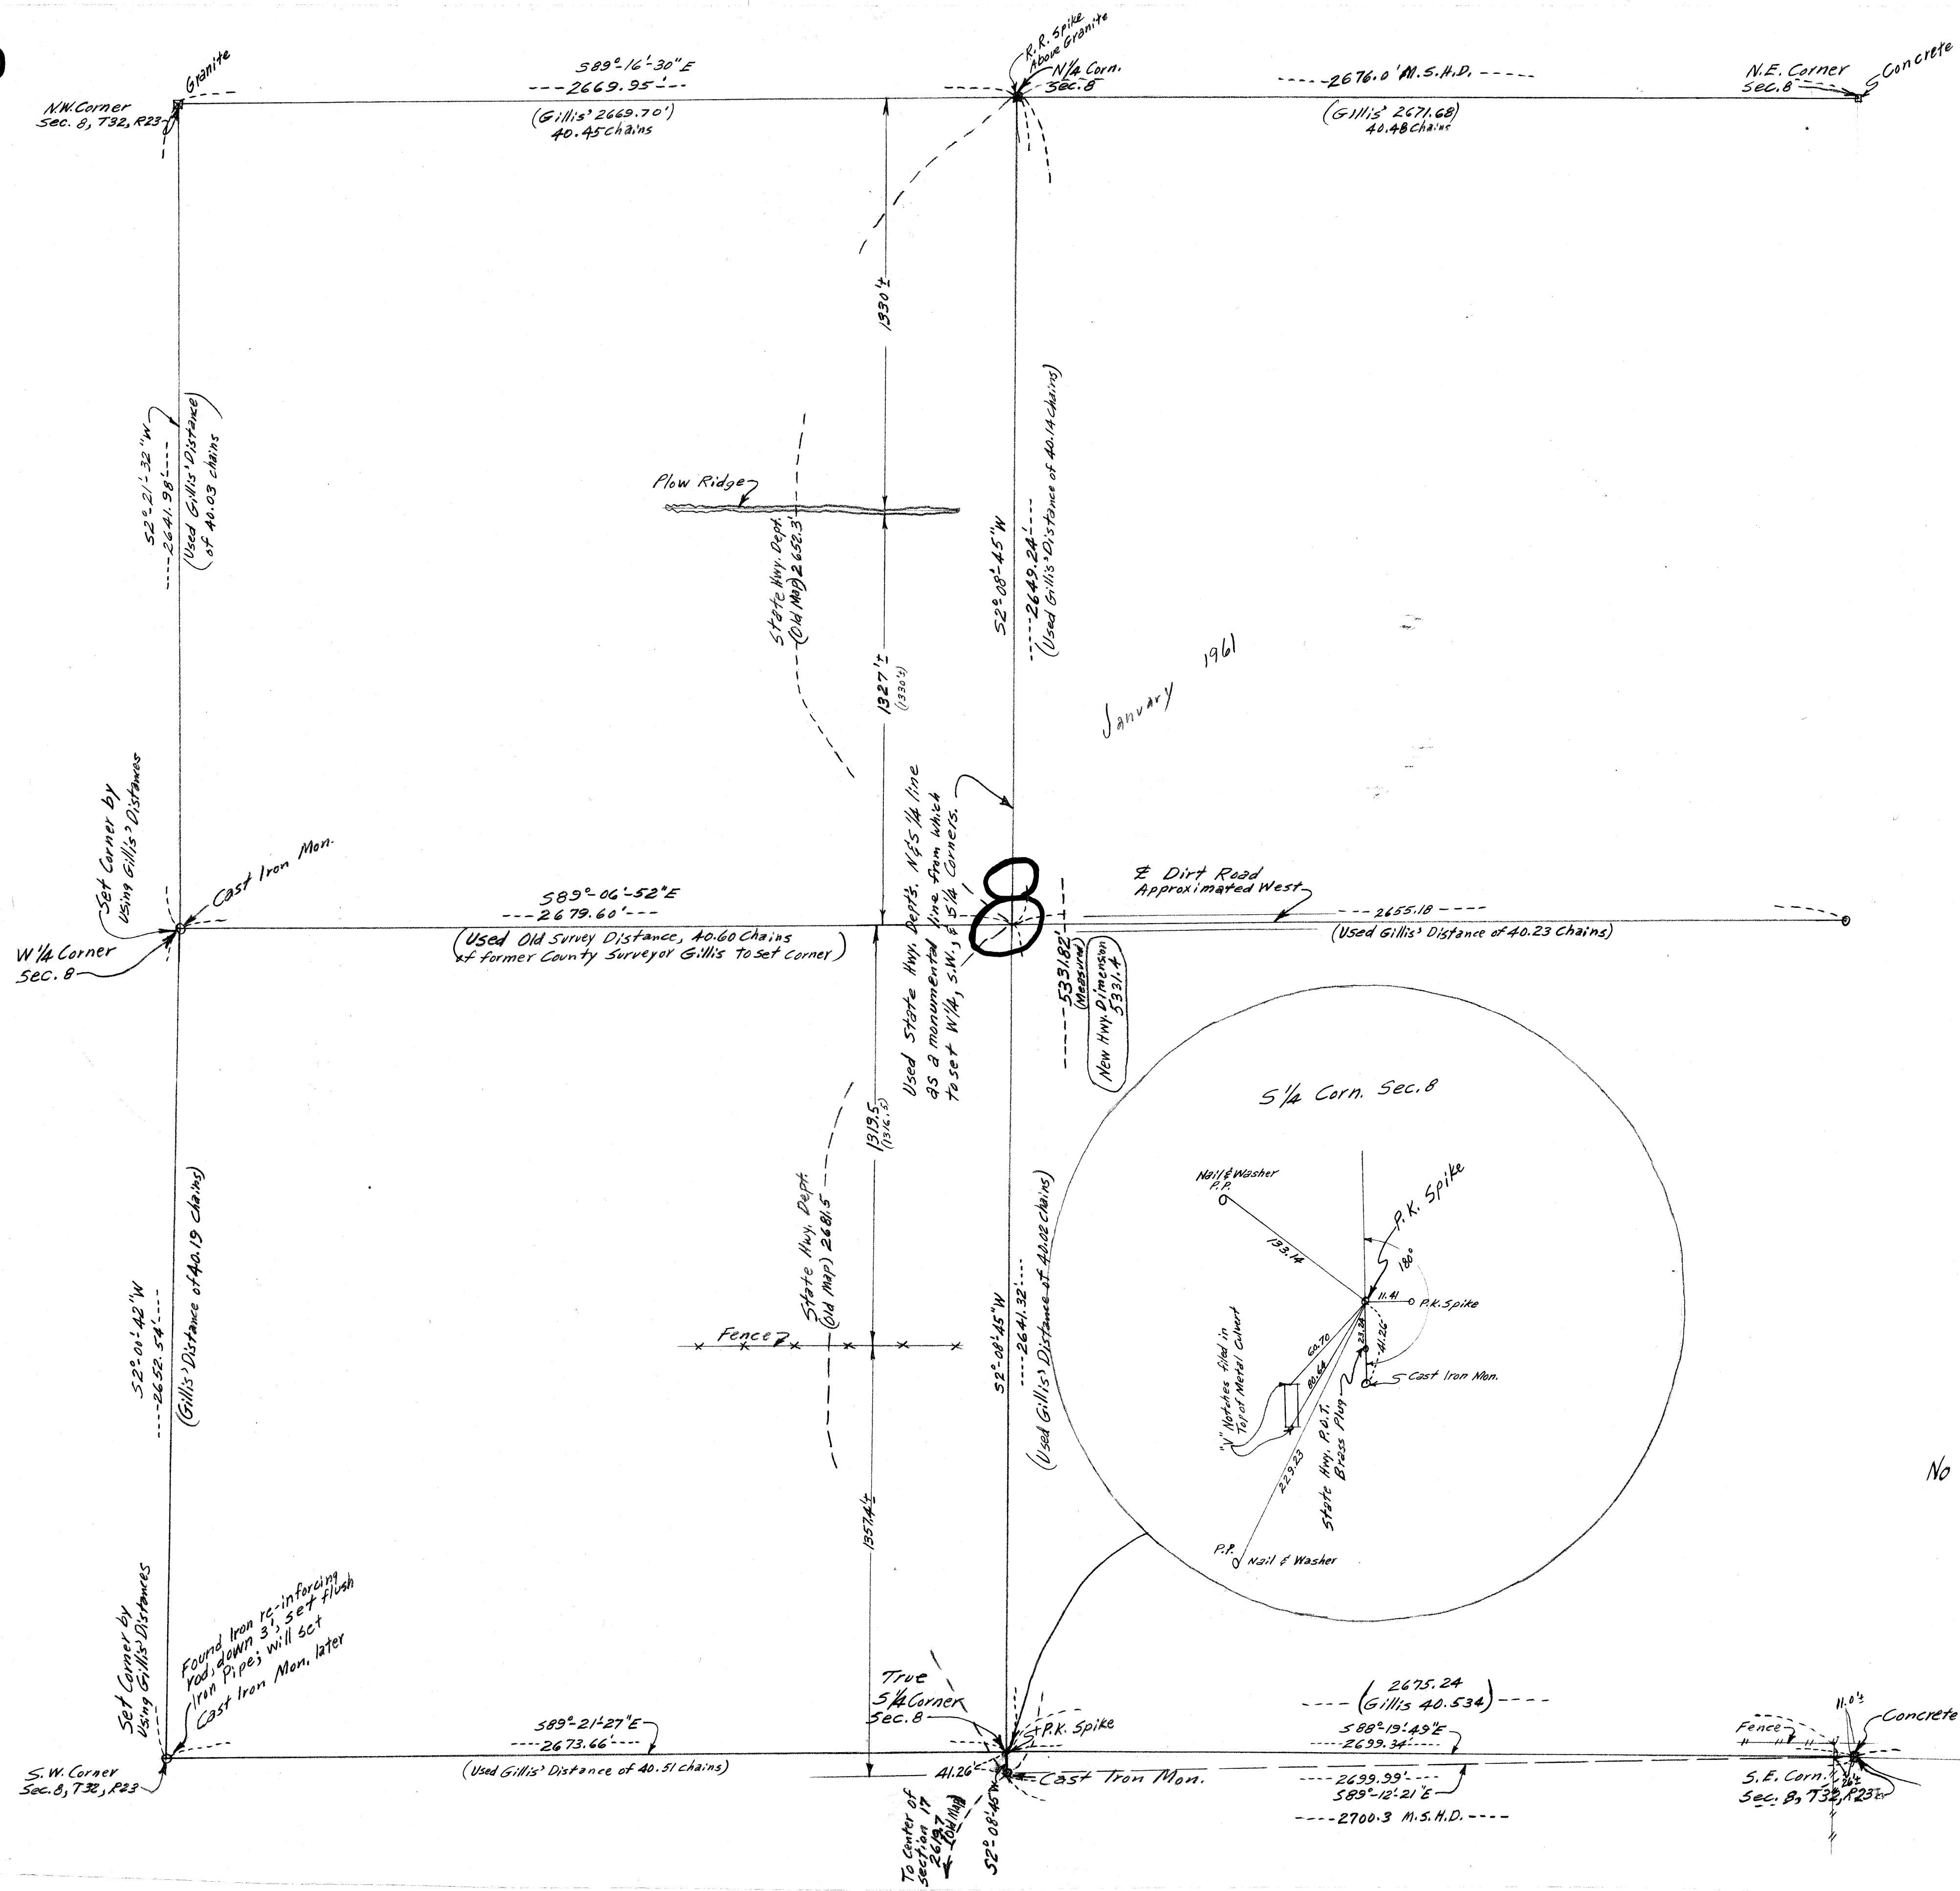 Granite
N.W. Corner
Sec. 8, T32, R23
S89°-16'-30"E
---2669.95'---
(Gillis' 2669.70')
40.45 Chains
R.R. Spike
Above Granite
N 1/4 Corn.
Sec. 8
-----2676.0' M.S.H.D.-----
(Gillis' 2671.68)
40.48 Chains
N.E. Corner
Sec. 8
Concrete
1330'±
S2°-21'-32"W
----2641.98'----
(Used Gillis' Distance
of 40.03 chains)
Plow Ridge
State Hwy. Dept.
(Old Map) 2652.3'
1327'±
(1330'±)
S2°-08'-45"W
----2649.24'----
(Used Gillis' Distance of 40.14 Chains)
January 1961
Set Corner by
Using Gillis' Distances
Cast Iron Mon.
W 1/4 Corner
Sec. 8
S89°-06'-52"E
---2679.60'---
(Used Old Survey Distance, 40.60 Chains
of former County Surveyor Gillis to set corner)
Used State Hwy. Dept's. N & S 1/4 line
as a monumental line from which
to set W 1/4, S.W., & S 1/4 Corners.
8
℄ Dirt Road
Approximated West
---2655.18
(Used Gillis' Distance of 40.23 Chains)
-----5331.82'-----
(Measured)
New Hwy. Dimension
5331.4
1319.5
(1316.5)
State Hwy. Dept.
(Old Map) 2681.5
Fence
1357.4'±
S2°-00'-42"W
----2652.54'----
(Gillis' Distance of 40.19 Chains)
S2°-08'-45"W
----2641.32'----
(Used Gillis' Distance of 40.02 Chains)
S 1/4 Corn. Sec. 8
Nail & Washer
P.P.
133.14
P.K. Spike
180°
11.41
P.K. Spike
60.70
80.64
23.24
41.26'
Cast Iron Mon.
"V" Notches filed in
Top of Metal Culvert
State Hwy. P.O.T.
Brass Plug
229.23
P.P.
Nail & Washer
No
Set Corner by
Using Gillis' Distances
Found Iron re-inforcing
rod, down 3', set flush
Iron Pipe; will set
Cast Iron Mon. later
S.W. Corner
Sec. 8, T32, R23
S89°-21'-27"E
----2673.66'----
(Used Gillis' Distance of 40.51 chains)
True
S 1/4 Corner
Sec. 8
P.K. Spike
41.26'
Cast Iron Mon.
To Center of
Section 17
(Old Map)
S2°-08'-45"W
2675.24
----(Gillis 40.534)----
S88°-19'-49"E
----2699.34'----
----2699.99'----
S89°-12'-21"E
----2700.3 M.S.H.D.----
11.0'±
Fence
Concrete
S.E. Corn.
Sec. 8, T32, R23